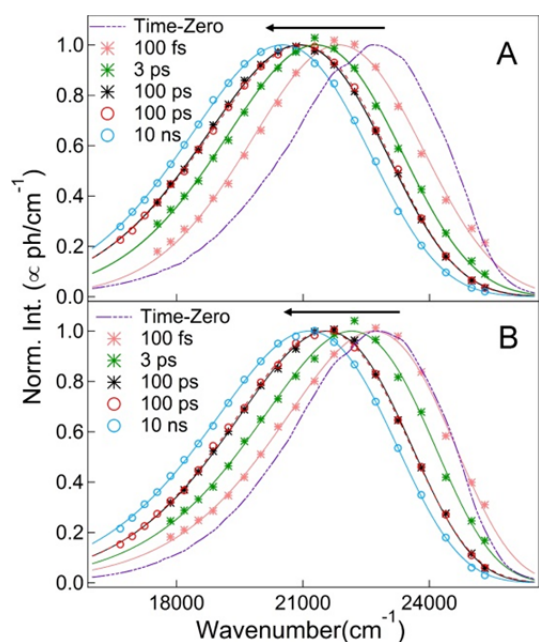 A
Time-Zero
100 fs
3 ps
100 ps
100 ps
10 ns
1.0
0.8
0.6
0.4
0.2
0.0
B
Time-Zero
100 fs
3 ps
100 ps
100 ps
10 ns
1.0
0.8
0.6
0.4
0.2
0.0
Norm. Int. (∝ ph/cm⁻¹)
18000 21000 24000
Wavenumber(cm⁻¹)